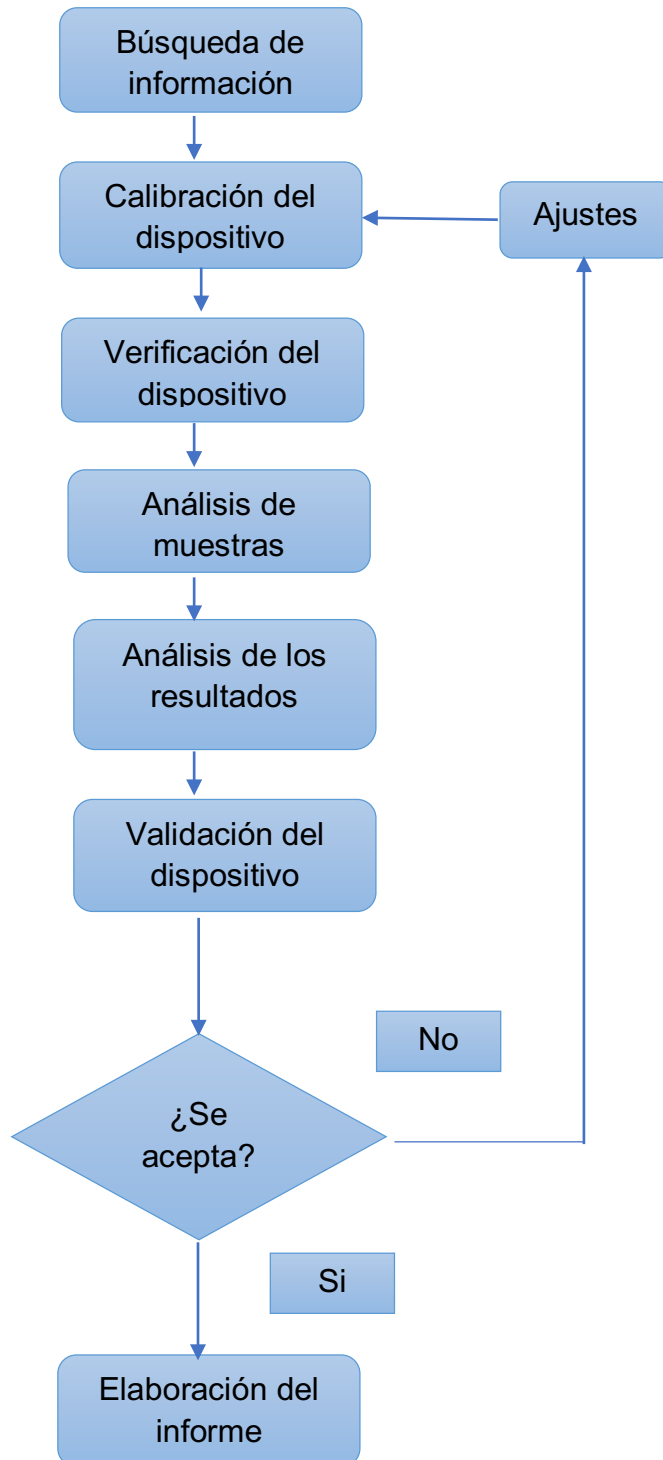 Búsqueda de
información
Calibración del
dispositivo
Ajustes
Verificación del
dispositivo
Análisis de
muestras
Análisis de los
resultados
Validación del
dispositivo
No
¿Se
acepta?
Si
Elaboración del
informe